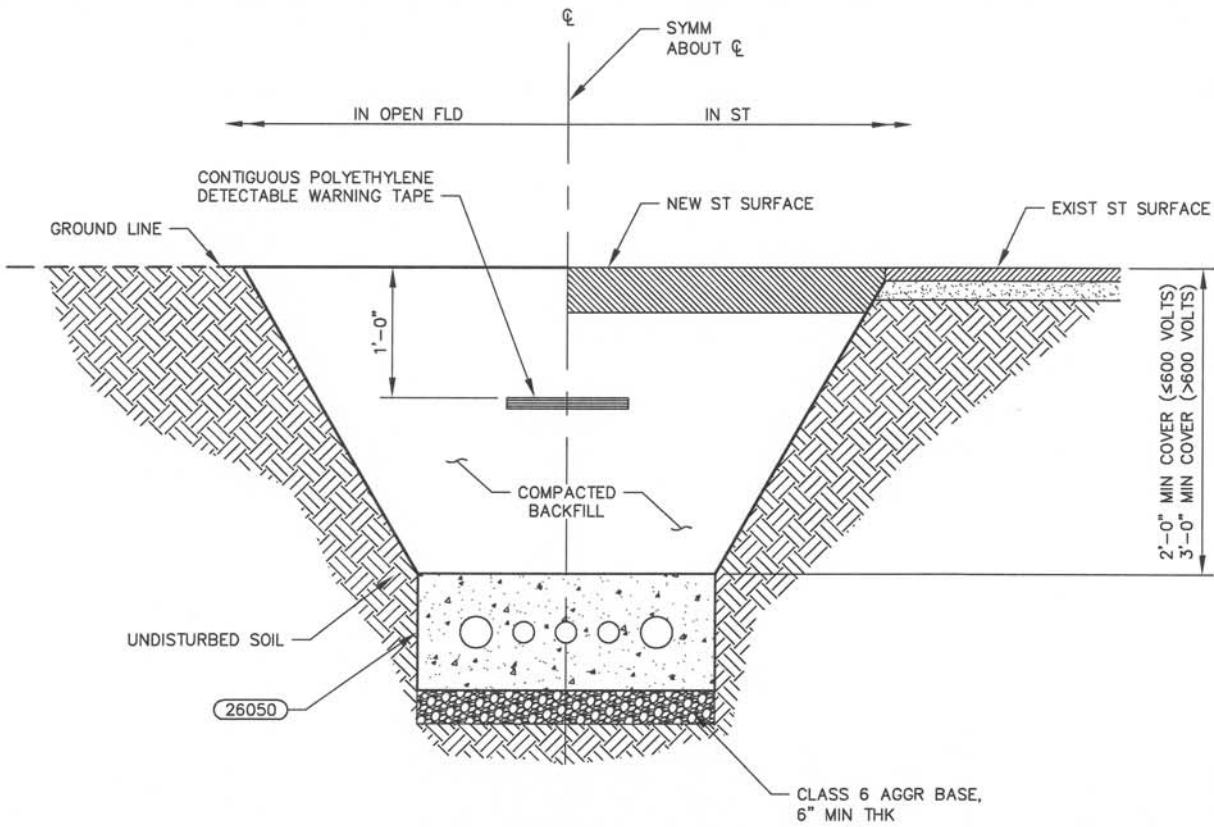 ℄
SYMM
ABOUT ℄
IN OPEN FLD
IN ST
CONTIGUOUS POLYETHYLENE
DETECTABLE WARNING TAPE
NEW ST SURFACE
EXIST ST SURFACE
GROUND LINE
1'-0"
2'-0" MIN COVER (≤600 VOLTS)
3'-0" MIN COVER (>600 VOLTS)
COMPACTED
BACKFILL
UNDISTURBED SOIL
26050
CLASS 6 AGGR BASE,
6" MIN THK